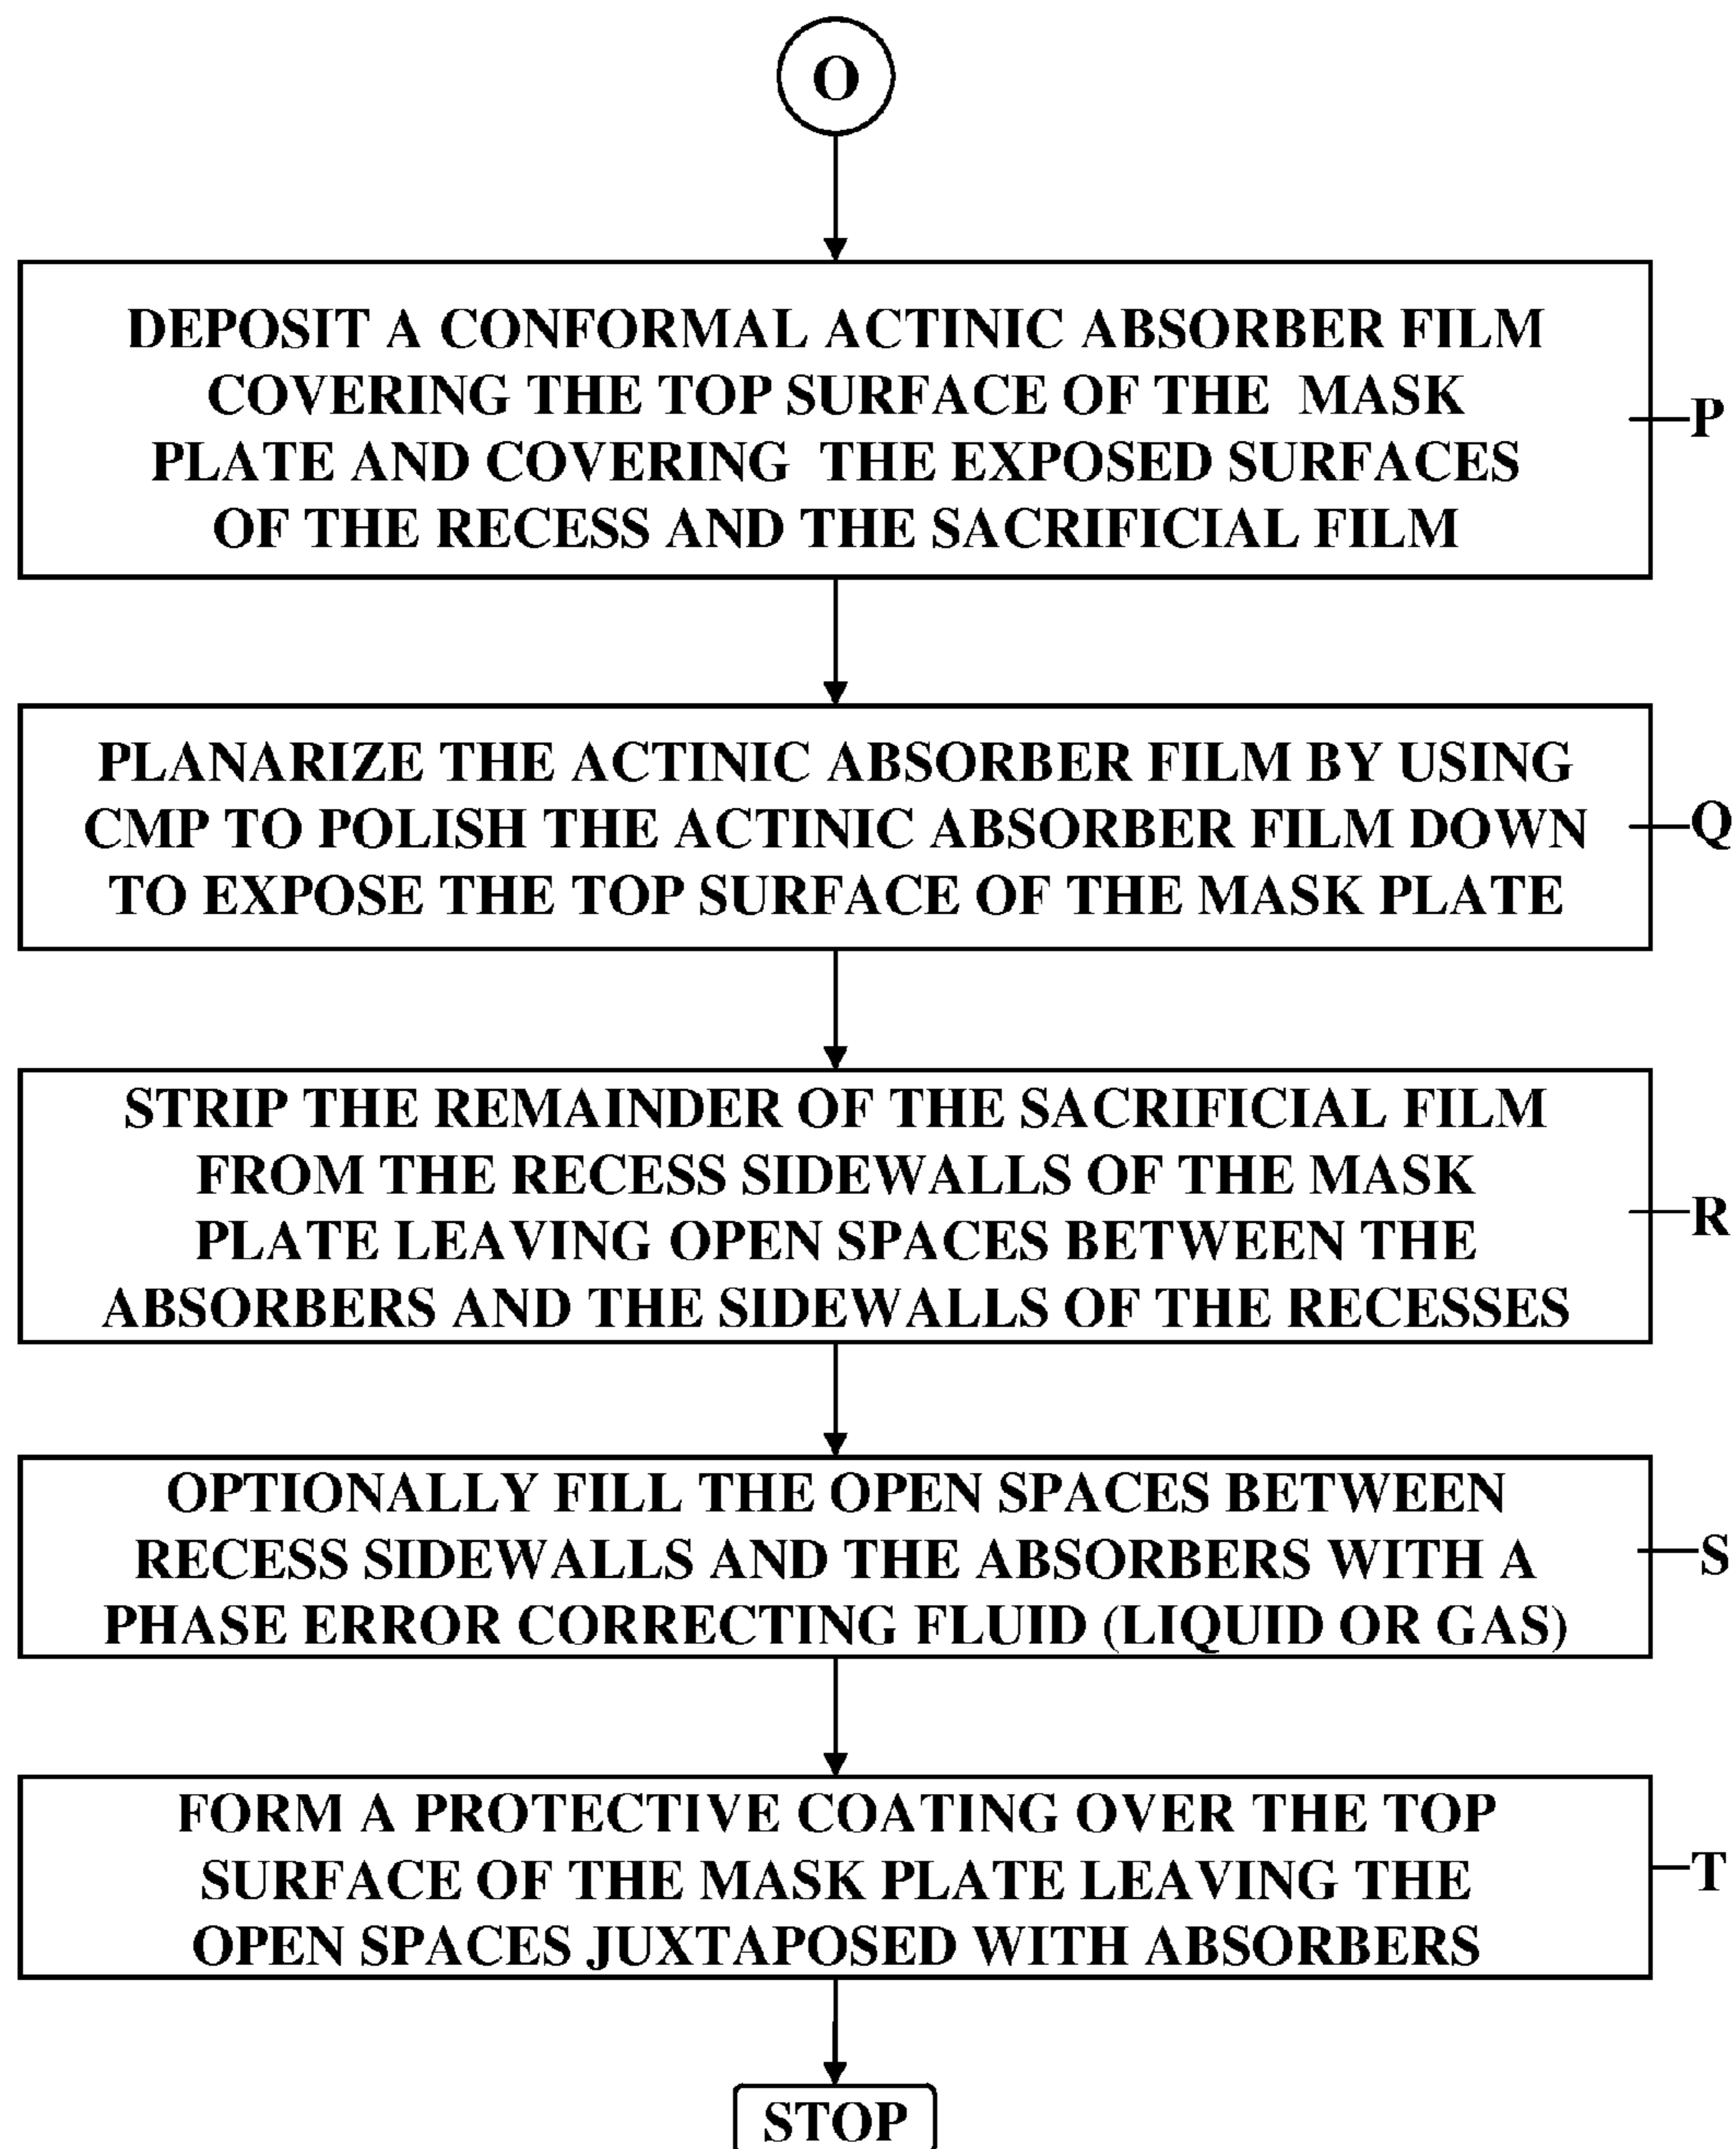 O
DEPOSIT A CONFORMAL ACTINIC ABSORBER FILM
COVERING THE TOP SURFACE OF THE MASK
PLATE AND COVERING THE EXPOSED SURFACES
OF THE RECESS AND THE SACRIFICIAL FILM
P
PLANARIZE THE ACTINIC ABSORBER FILM BY USING
CMP TO POLISH THE ACTINIC ABSORBER FILM DOWN
TO EXPOSE THE TOP SURFACE OF THE MASK PLATE
Q
STRIP THE REMAINDER OF THE SACRIFICIAL FILM
FROM THE RECESS SIDEWALLS OF THE MASK
PLATE LEAVING OPEN SPACES BETWEEN THE
ABSORBERS AND THE SIDEWALLS OF THE RECESSES
R
OPTIONALLY FILL THE OPEN SPACES BETWEEN
RECESS SIDEWALLS AND THE ABSORBERS WITH A
PHASE ERROR CORRECTING FLUID (LIQUID OR GAS)
S
FORM A PROTECTIVE COATING OVER THE TOP
SURFACE OF THE MASK PLATE LEAVING THE
OPEN SPACES JUXTAPOSED WITH ABSORBERS
T
STOP